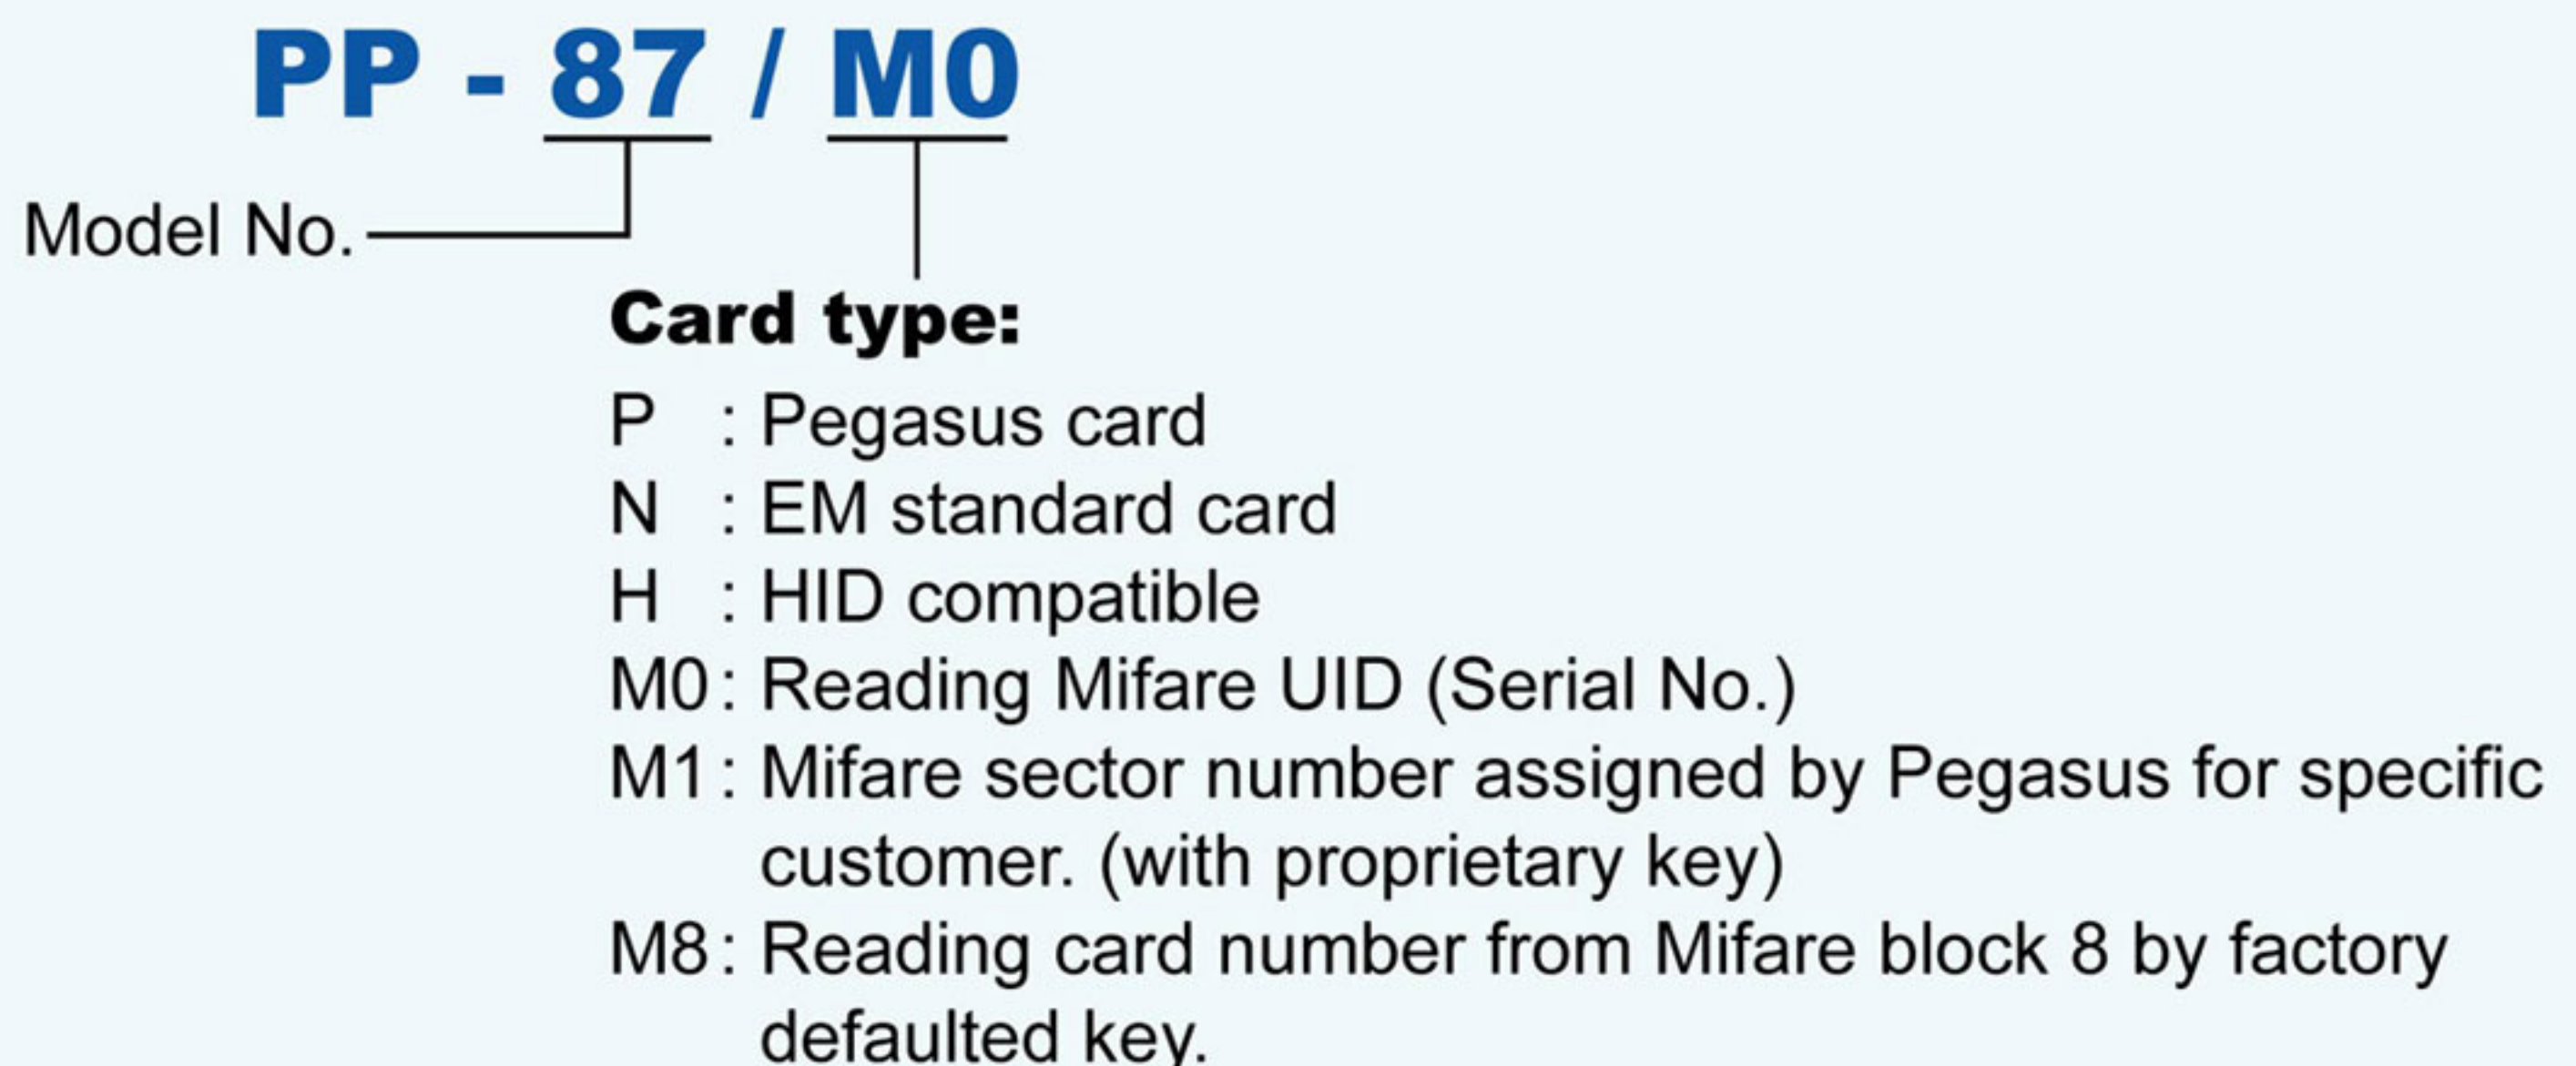 PP - 87 / M0
Model No.
Card type:
P : Pegasus card
N : EM standard card
H : HID compatible
M0 : Reading Mifare UID (Serial No.)
M1 : Mifare sector number assigned by Pegasus for specific
customer. (with proprietary key)
M8 : Reading card number from Mifare block 8 by factory
defaulted key.